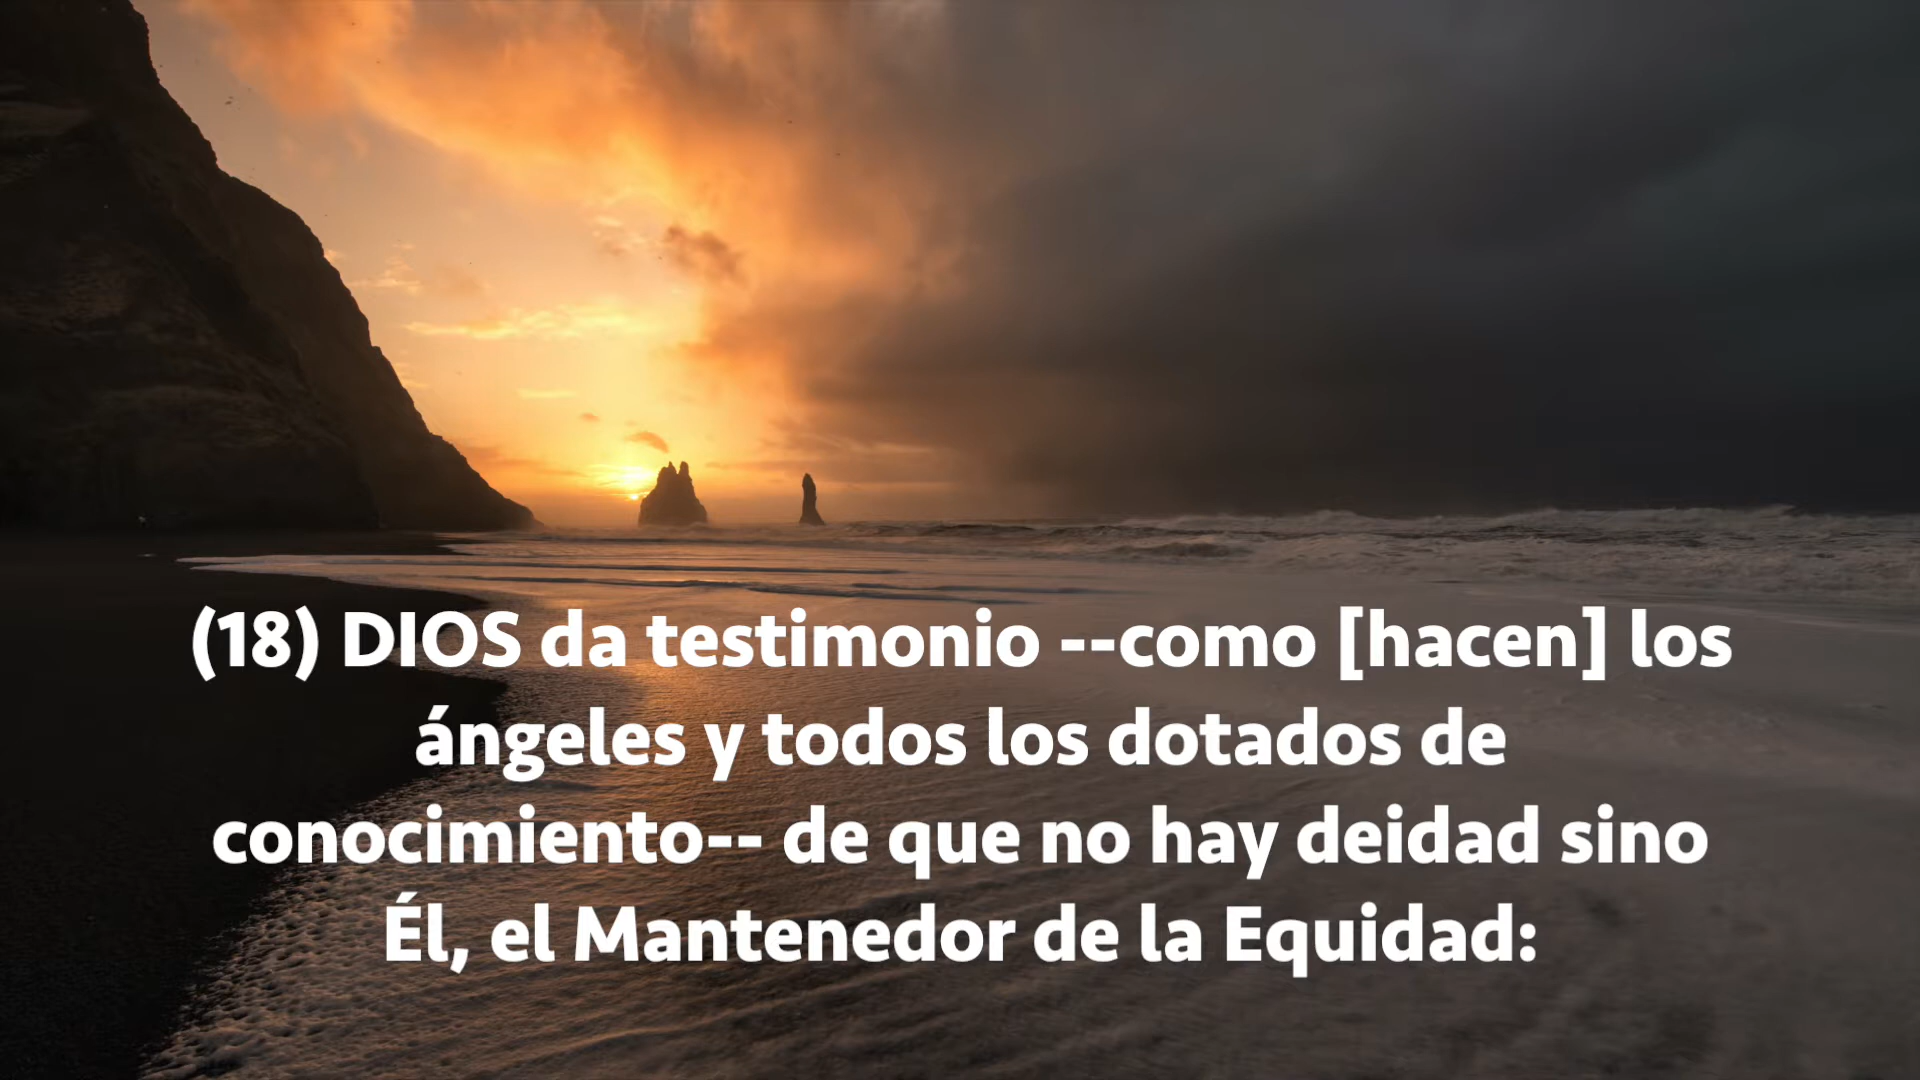 (18) DIOS da testimonio --como [hacen] los
ángeles y todos los dotados de
conocimiento-- de que no hay deidad sino
Él, el Mantenedor de la Equidad: